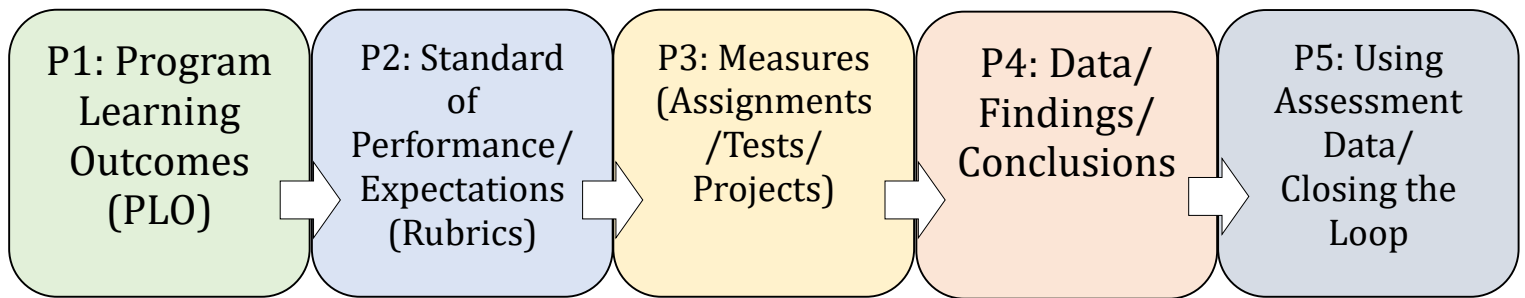 P1: Program
Learning
Outcomes
(PLO)
P2: Standard
of
Performance/
Expectations
(Rubrics)
P3: Measures
(Assignments
/Tests/
Projects)
P4: Data/
Findings/
Conclusions
P5: Using
Assessment
Data/
Closing the
Loop